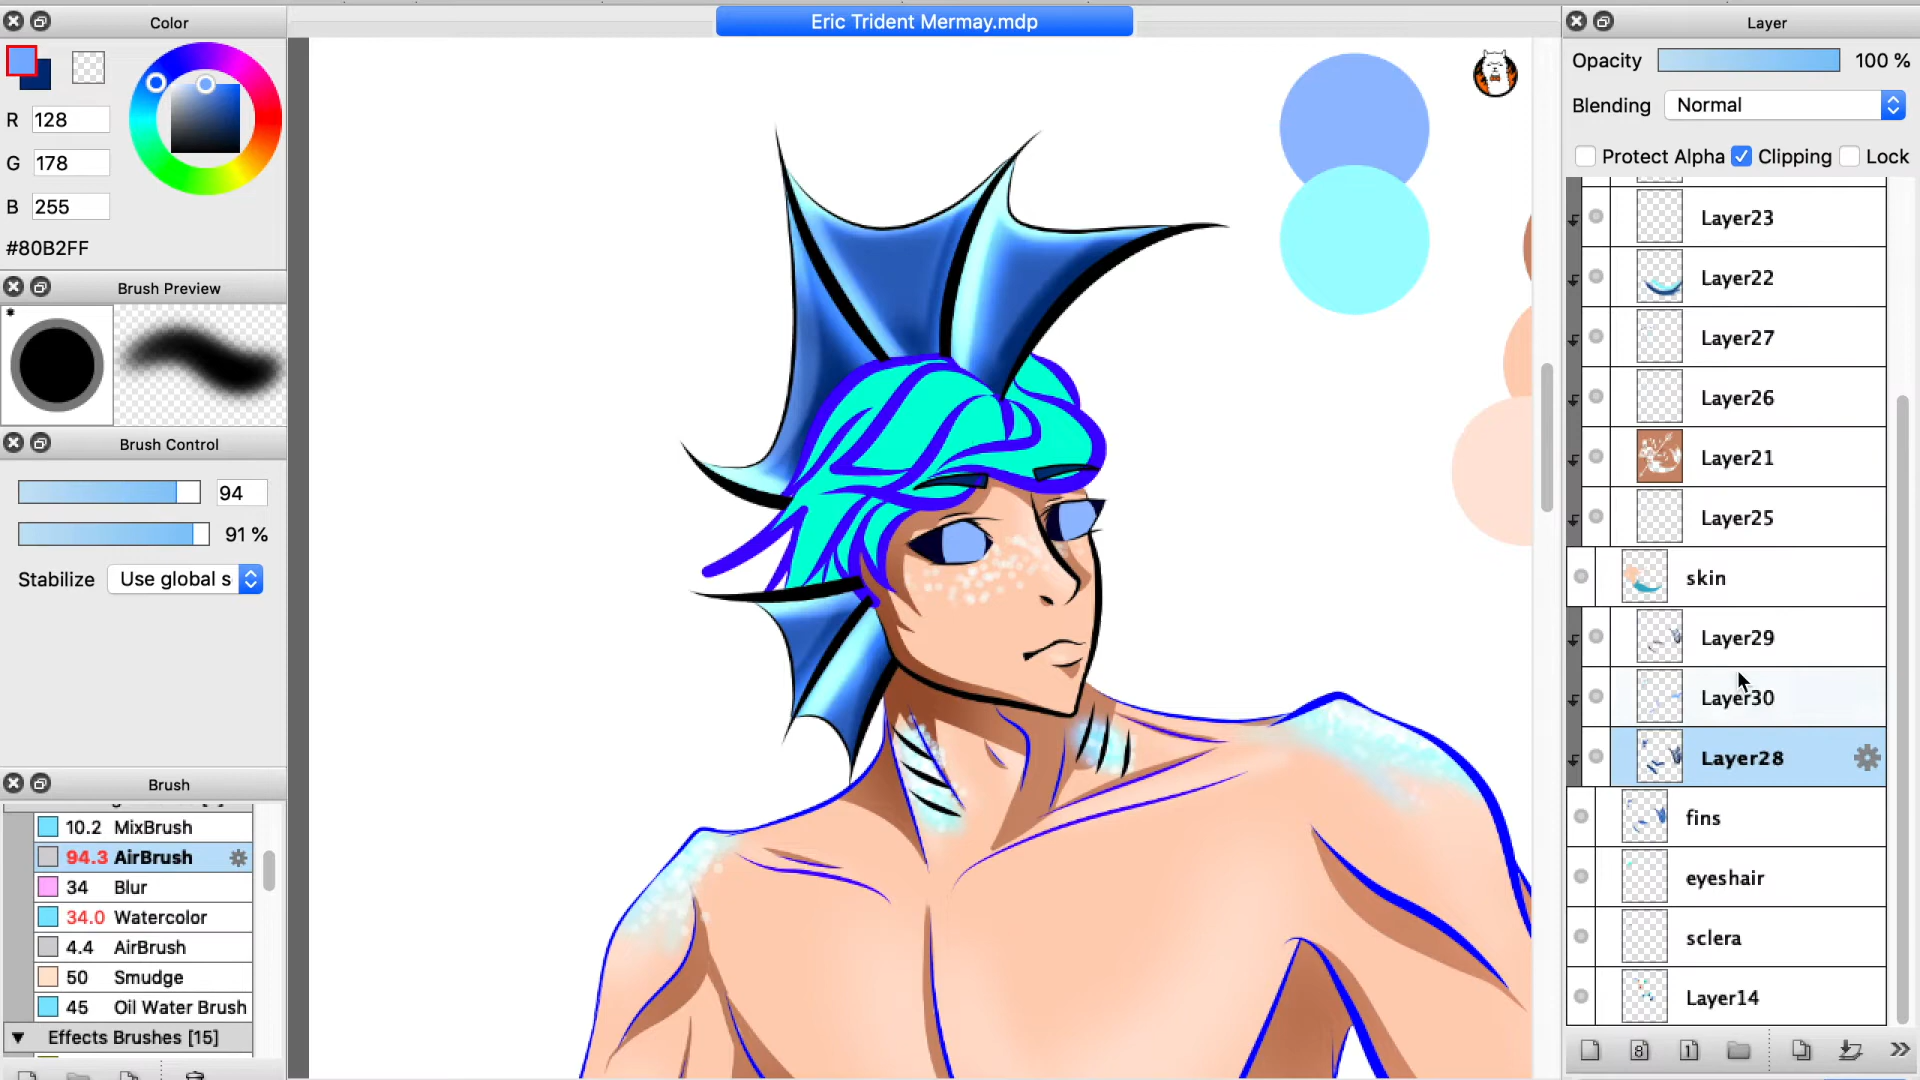 Color
R 128
G 178
B 255
#80B2FF
Brush Preview
Brush Control
94
91 %
Stabilize Use global s
Brush
10.2 MixBrush
94.3 AirBrush
34 Blur
34.0 Watercolor
4.4 AirBrush
50 Smudge
45 Oil Water Brush
Effects Brushes [15]
Eric Trident Mermay.mdp
Layer
Opacity 100 %
Blending Normal
Protect Alpha Clipping Lock
Layer23
Layer22
Layer27
Layer26
Layer21
Layer25
skin
Layer29
Layer30
Layer28
fins
eyeshair
sclera
Layer14
8 1